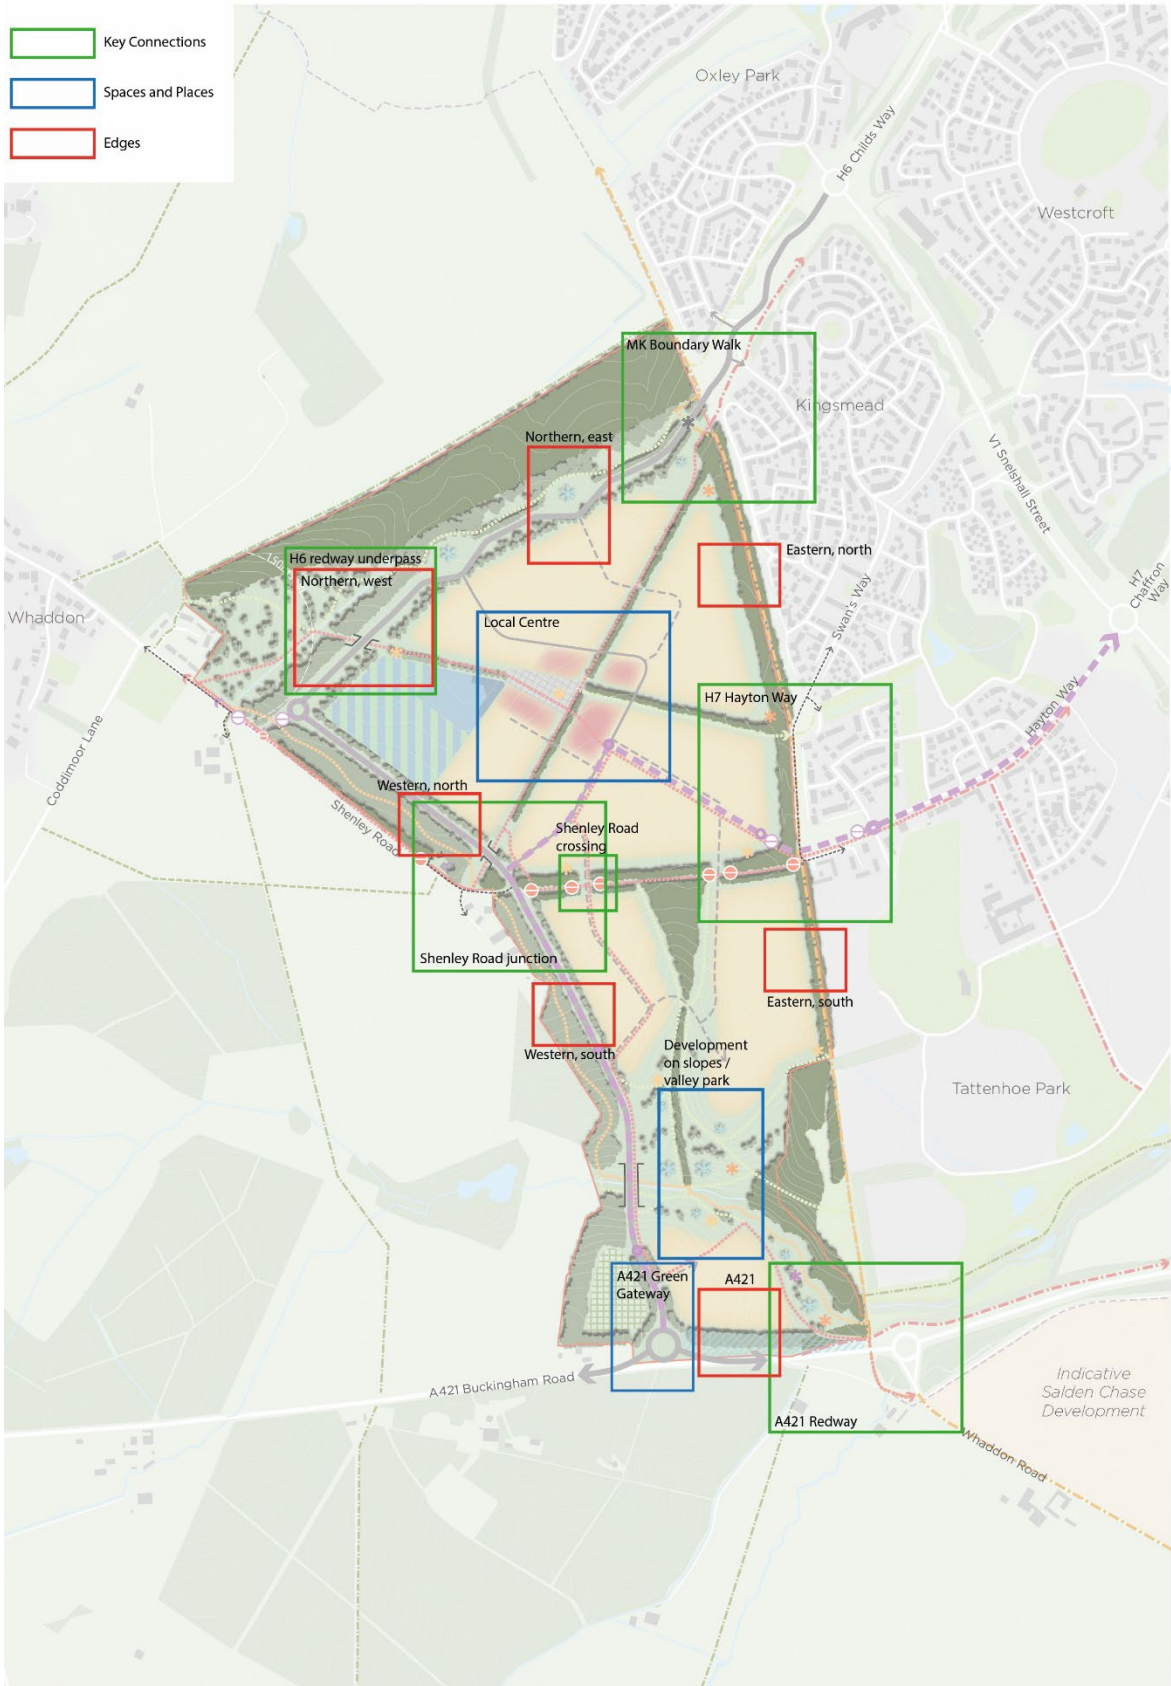 Key Connections
Spaces and Places
Edges
Oxley Park
H6 Childs Way
Westcroft
MK Boundary Walk
Kingsmead
V1 Snelshall Street
Northern, east
H6 redway underpass
Northern, west
Eastern, north
H7
Chaffron
Way
Whaddon
Local Centre
Swan's Way
H7 Hayton Way
Hayton Way
Coddimoor Lane
Western, north
Shenley Road
Shenley Road
crossing
Shenley Road junction
Eastern, south
Western, south
Development
on slopes /
valley park
Tattenhoe Park
A421 Green
Gateway
A421
A421 Buckingham Road
Indicative
Salden Chase
Development
A421 Redway
Whaddon Road